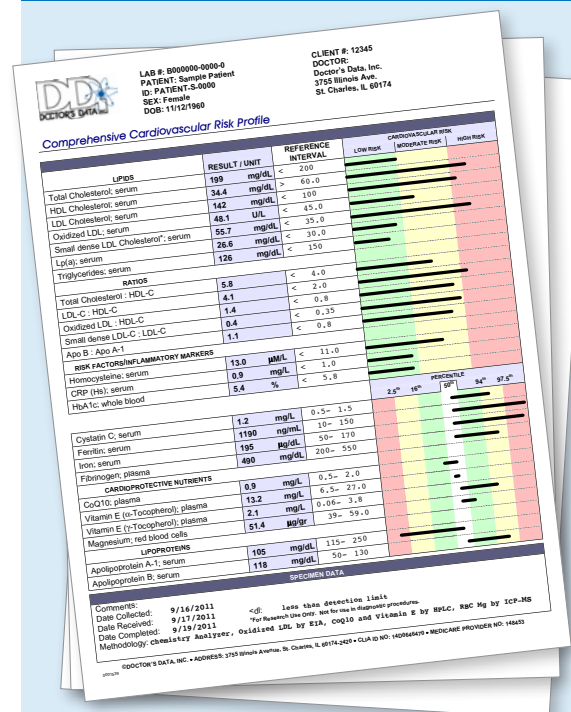 DD
DOCTOR'S DATA
LAB #: B000000-0000-0
PATIENT: Sample Patient
ID: PATIENT-S-0000
SEX: Female
DOB: 11/12/1960
CLIENT #: 12345
DOCTOR:
Doctor's Data, Inc.
3755 Illinois Ave.
St. Charles, IL 60174
Comprehensive Cardiovascular Risk Profile
CARDIOVASCULAR RISK
LIPIDS RESULT / UNIT REFERENCE INTERVAL LOW RISK MODERATE RISK HIGH RISK
Total Cholesterol; serum 199 mg/dL < 200
HDL Cholesterol; serum 34.4 mg/dL > 60.0
LDL Cholesterol; serum 142 mg/dL < 100
Oxidized LDL; serum 48.1 U/L < 45.0
Small dense LDL Cholesterol*; serum 55.7 mg/dL < 35.0
Lp(a); serum 26.6 mg/dL < 30.0
Triglycerides; serum 126 mg/dL < 150
RATIOS
Total Cholesterol : HDL-C 5.8 < 4.0
LDL-C : HDL-C 4.1 < 2.0
Oxidized LDL : HDL-C 1.4 < 0.8
Small dense LDL-C : LDL-C 0.4 < 0.35
Apo B : Apo A-1 1.1 < 0.8
RISK FACTORS/INFLAMMATORY MARKERS
Homocysteine; serum 13.0 µM/L < 11.0
CRP (Hs); serum 0.9 mg/L < 1.0
HbA1c; whole blood 5.4 % < 5.8
PERCENTILE
2.5th 16th 50th 84th 97.5th
Cystatin C; serum 1.2 mg/L 0.5- 1.5
Ferritin; serum 1190 ng/mL 10- 150
Iron; serum 195 µg/dL 50- 170
Fibrinogen; plasma 490 mg/dL 200- 550
CARDIOPROTECTIVE NUTRIENTS
CoQ10; plasma 0.9 mg/L 0.5- 2.0
Vitamin E (α-Tocopherol); plasma 13.2 mg/L 6.5- 27.0
Vitamin E (γ-Tocopherol); plasma 2.1 mg/L 0.06- 3.8
Magnesium; red blood cells 51.4 µg/gr 39- 59.0
LIPOPROTEINS
Apolipoprotein A-1; serum 105 mg/dL 115- 250
Apolipoprotein B; serum 118 mg/dL 50- 130
SPECIMEN DATA
Comments:
Date Collected: 9/16/2011 <dl: less than detection limit
Date Received: 9/17/2011 *For Research Use Only. Not for use in diagnostic procedures.
Date Completed: 9/19/2011
Methodology: Chemistry Analyzer, Oxidized LDL by EIA, CoQ10 and Vitamin E by HPLC, RBC Mg by ICP-MS
©DOCTOR'S DATA, INC. • ADDRESS: 3755 Illinois Avenue, St. Charles, IL 60174-2420 • CLIA ID NO: 14D0646470 • MEDICARE PROVIDER NO: 148453